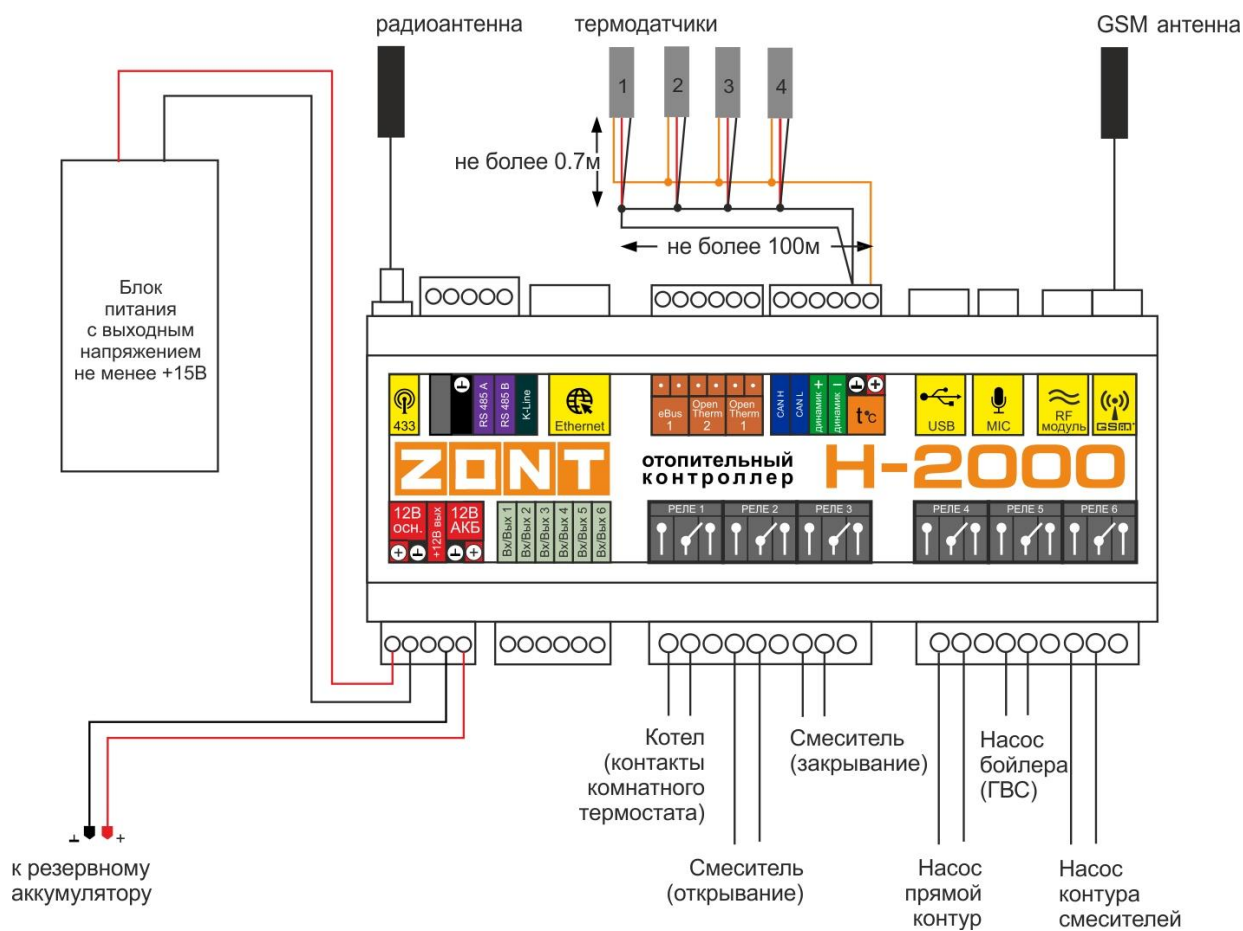 радиоантенна
термодатчики
GSM антенна
1
2
3
4
не более 0.7м
не более 100м
Блок
питания
с выходным
напряжением
не менее +15В
433
RS 485 A
RS 485 B
K-Line
Ethernet
eBus
1
Open
Therm
2
Open
Therm
1
CAN H
CAN L
динамик +
динамик –
t°C
USB
MIC
RF
модуль
GSM
ZONT
отопительный
контроллер
H-2000
12В
осн.
+12В вых
12В
АКБ
Вх/Вых 1
Вх/Вых 2
Вх/Вых 3
Вх/Вых 4
Вх/Вых 5
Вх/Вых 6
РЕЛЕ 1
РЕЛЕ 2
РЕЛЕ 3
РЕЛЕ 4
РЕЛЕ 5
РЕЛЕ 6
Котел
(контакты
комнатного
термостата)
Смеситель
(закрывание)
Насос
бойлера
(ГВС)
+
к резервному
аккумулятору
Смеситель
(открывание)
Насос
прямой
контур
Насос
контура
смесителей